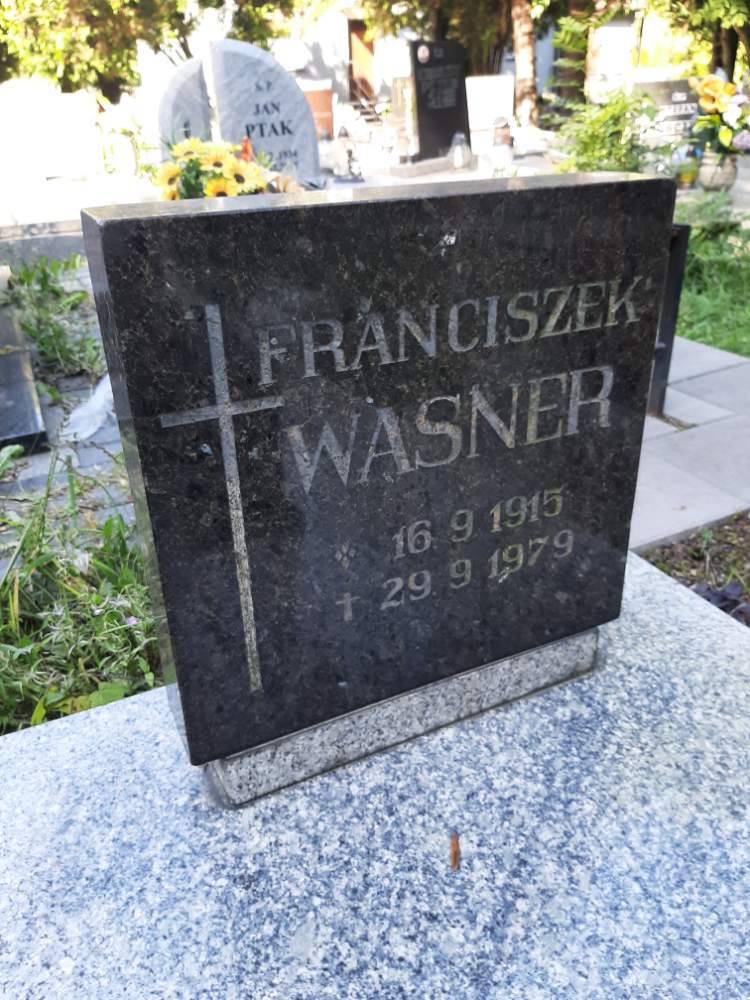 Ś.P.
JAN
PTAK
FRANCISZEK
WASNER
* 16 9 1915
† 29 9 1979